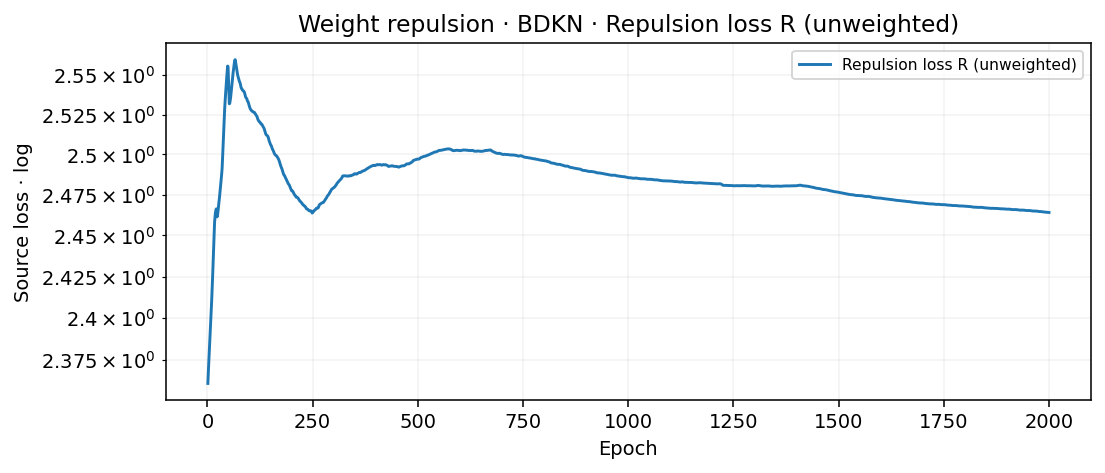 Weight repulsion · BDKN · Repulsion loss R (unweighted)
Repulsion loss R (unweighted)
Source loss · log
2.55 × 10⁰
2.525 × 10⁰
2.5 × 10⁰
2.475 × 10⁰
2.45 × 10⁰
2.425 × 10⁰
2.4 × 10⁰
2.375 × 10⁰
0 250 500 750 1000 1250 1500 1750 2000
Epoch